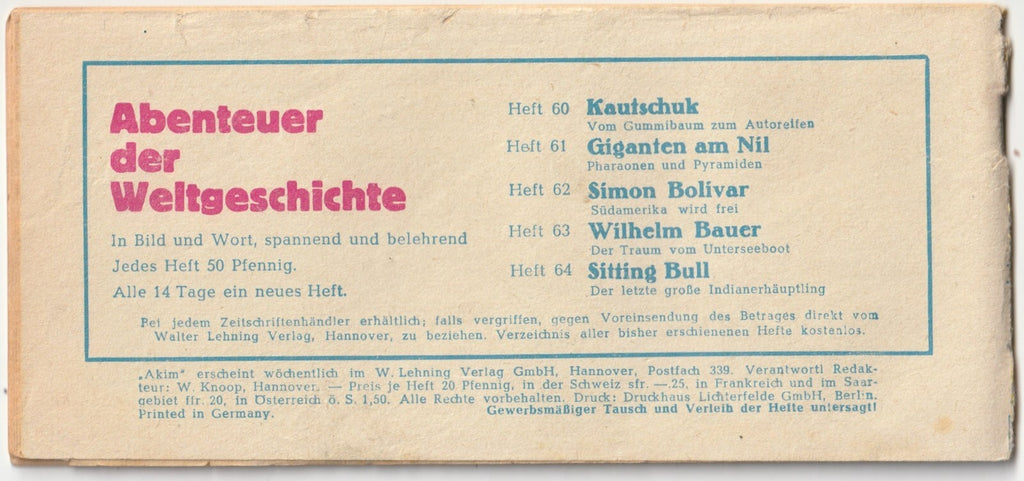 Abenteuer
der
Weltgeschichte
In Bild und Wort, spannend und belehrend
Jedes Heft 50 Pfennig.
Alle 14 Tage ein neues Heft.
Heft 60 Kautschuk
Vom Gummibaum zum Autoreifen
Heft 61 Giganten am Nil
Pharaonen und Pyramiden
Heft 62 Simon Bolivar
Südamerika wird frei
Heft 63 Wilhelm Bauer
Der Traum vom Unterseeboot
Heft 64 Sitting Bull
Der letzte große Indianerhäuptling
Bei jedem Zeitschriftenhändler erhältlich; falls vergriffen, gegen Voreinsendung des Betrages direkt vom
Walter Lehning Verlag, Hannover, zu beziehen. Verzeichnis aller bisher erschienenen Hefte kostenlos.
„Akim" erscheint wöchentlich im W. Lehning Verlag GmbH, Hannover, Postfach 339. Verantwortl Redak-
teur: W. Knoop, Hannover. — Preis je Heft 20 Pfennig, in der Schweiz sfr. —.25, in Frankreich und im Saar-
gebiet ffr. 20, in Österreich ö. S. 1,50. Alle Rechte vorbehalten. Druck: Druckhaus Lichterfelde GmbH, Berlin.
Printed in Germany. Gewerbsmäßiger Tausch und Verleih der Hefte untersagt!